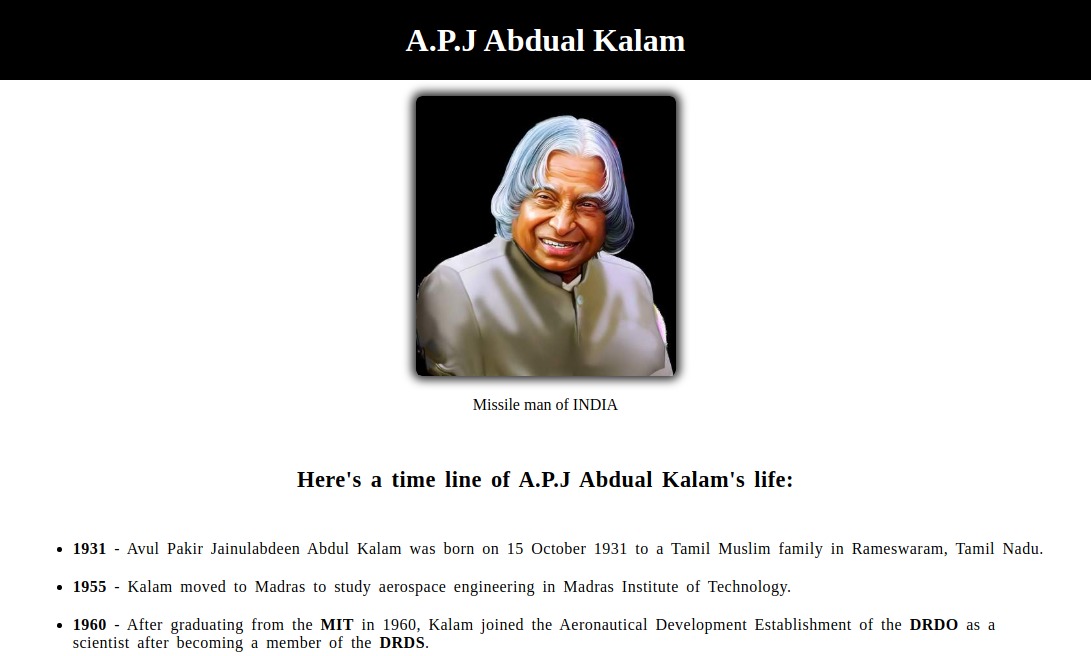 A.P.J Abdual Kalam
Missile man of INDIA
Here's a time line of A.P.J Abdual Kalam's life:
1931 - Avul Pakir Jainulabdeen Abdul Kalam was born on 15 October 1931 to a Tamil Muslim family in Rameswaram, Tamil Nadu.
1955 - Kalam moved to Madras to study aerospace engineering in Madras Institute of Technology.
1960 - After graduating from the MIT in 1960, Kalam joined the Aeronautical Development Establishment of the DRDO as a
scientist after becoming a member of the DRDS.